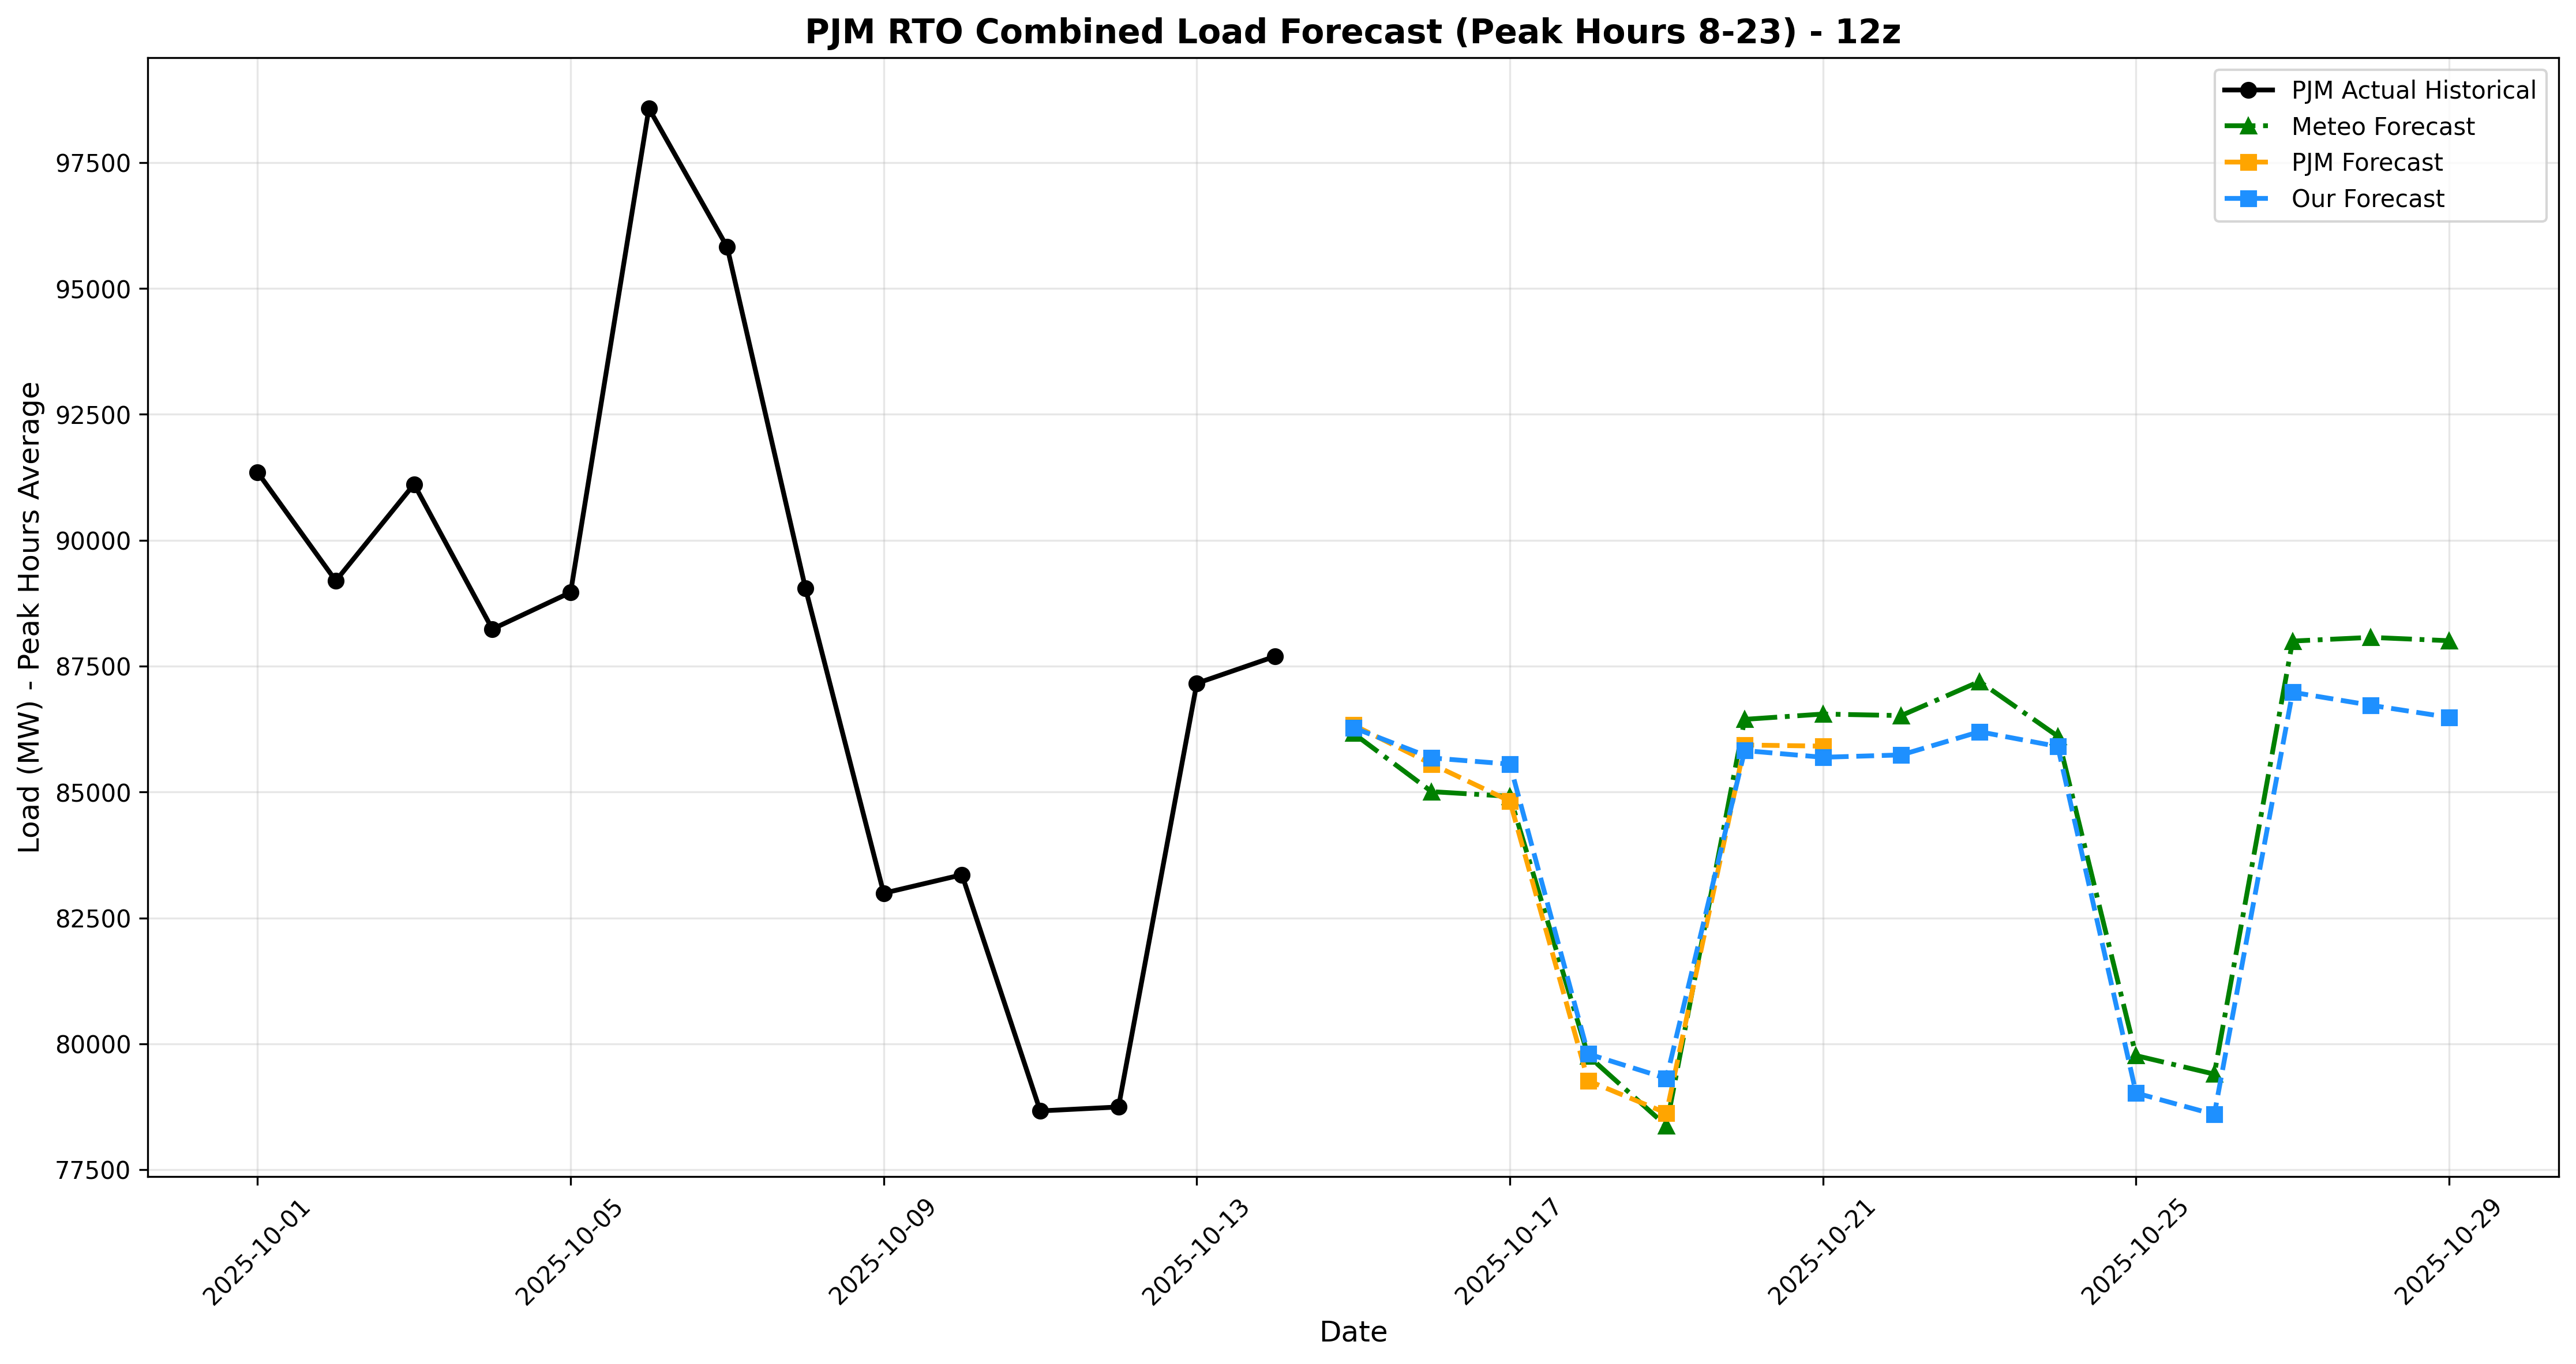 PJM RTO Combined Load Forecast (Peak Hours 8-23) - 12z
PJM Actual Historical
Meteo Forecast
PJM Forecast
Our Forecast
Load (MW) - Peak Hours Average
97500
95000
92500
90000
87500
85000
82500
80000
77500
2025-10-01
2025-10-05
2025-10-09
2025-10-13
2025-10-17
2025-10-21
2025-10-25
2025-10-29
Date